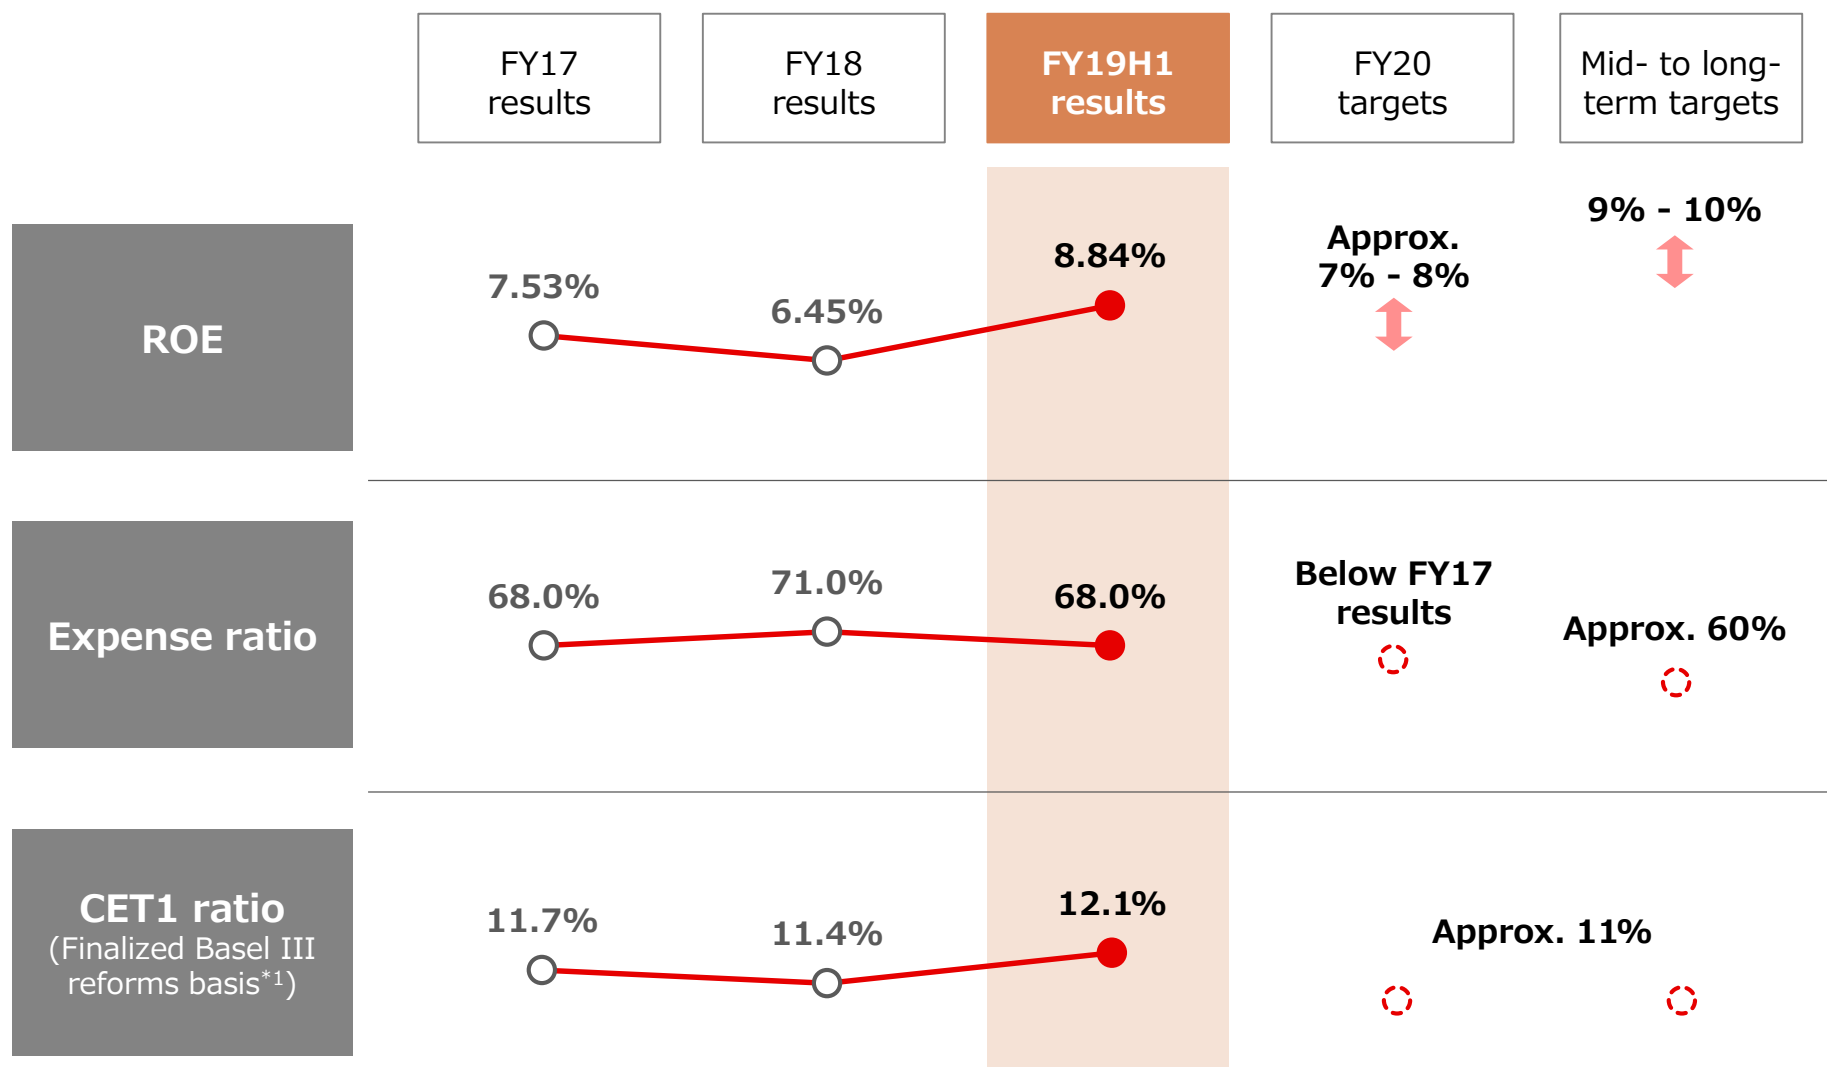 FY17
results
FY18
results
FY19H1
results
FY20
targets
Mid- to long-
term targets
ROE
7.53%
6.45%
8.84%
Approx.
7% - 8%
9% - 10%
Expense ratio
68.0%
71.0%
68.0%
Below FY17
results
Approx. 60%
CET1 ratio
(Finalized Basel III
reforms basis*1)
11.7%
11.4%
12.1%
Approx. 11%